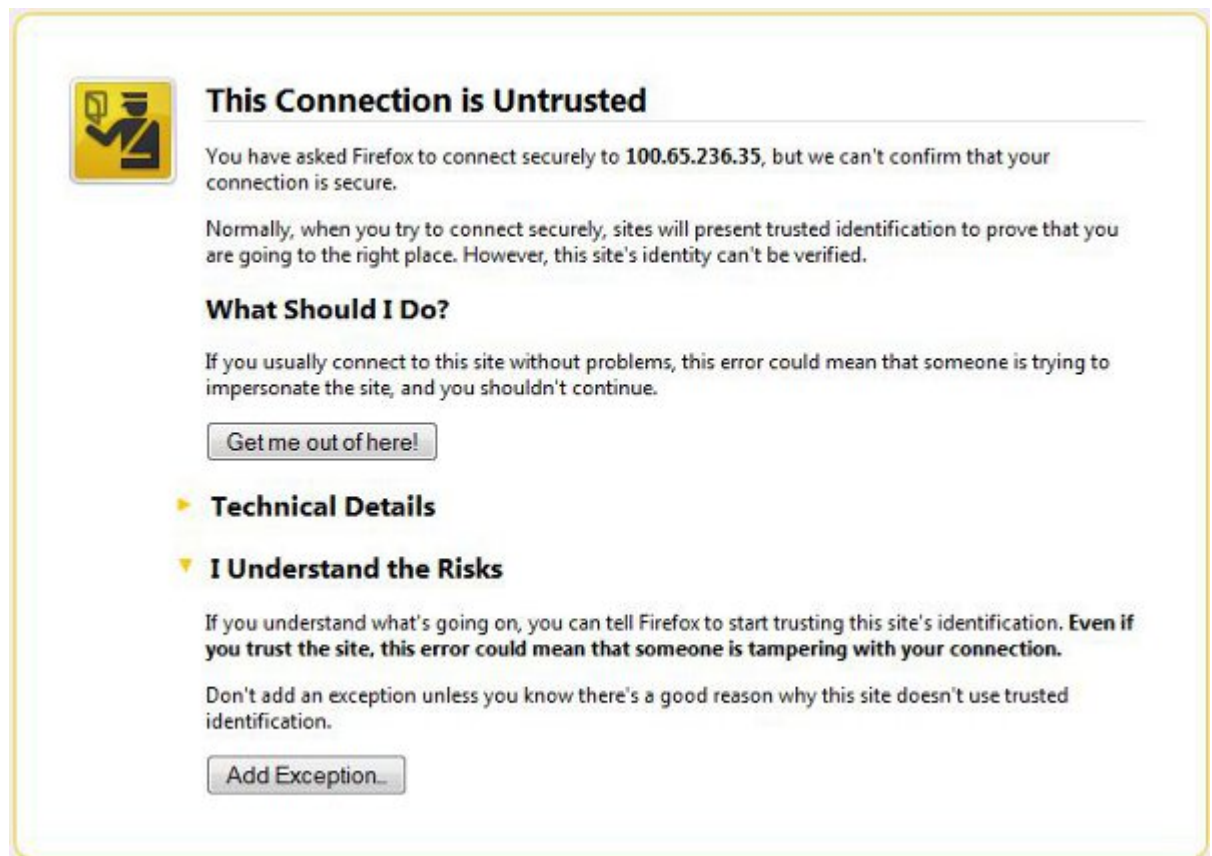 This Connection is Untrusted
You have asked Firefox to connect securely to 100.65.236.35, but we can't confirm that your
connection is secure.
Normally, when you try to connect securely, sites will present trusted identification to prove that you
are going to the right place. However, this site's identity can't be verified.
What Should I Do?
If you usually connect to this site without problems, this error could mean that someone is trying to
impersonate the site, and you shouldn't continue.
Get me out of here!
Technical Details
I Understand the Risks
If you understand what's going on, you can tell Firefox to start trusting this site's identification. Even if
you trust the site, this error could mean that someone is tampering with your connection.
Don't add an exception unless you know there's a good reason why this site doesn't use trusted
identification.
Add Exception...